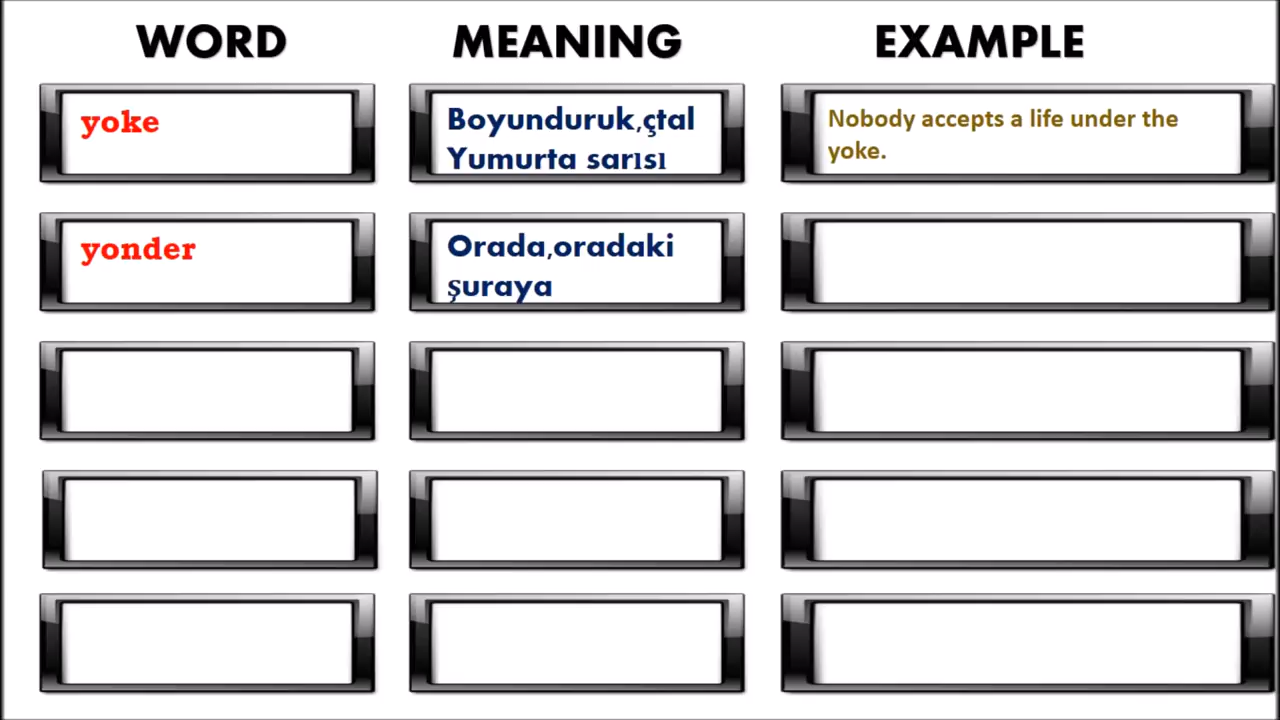 WORD MEANING EXAMPLE
yoke
Boyunduruk,çtal
Yumurta sarısı
Nobody accepts a life under the
yoke.
yonder
Orada,oradaki
şuraya